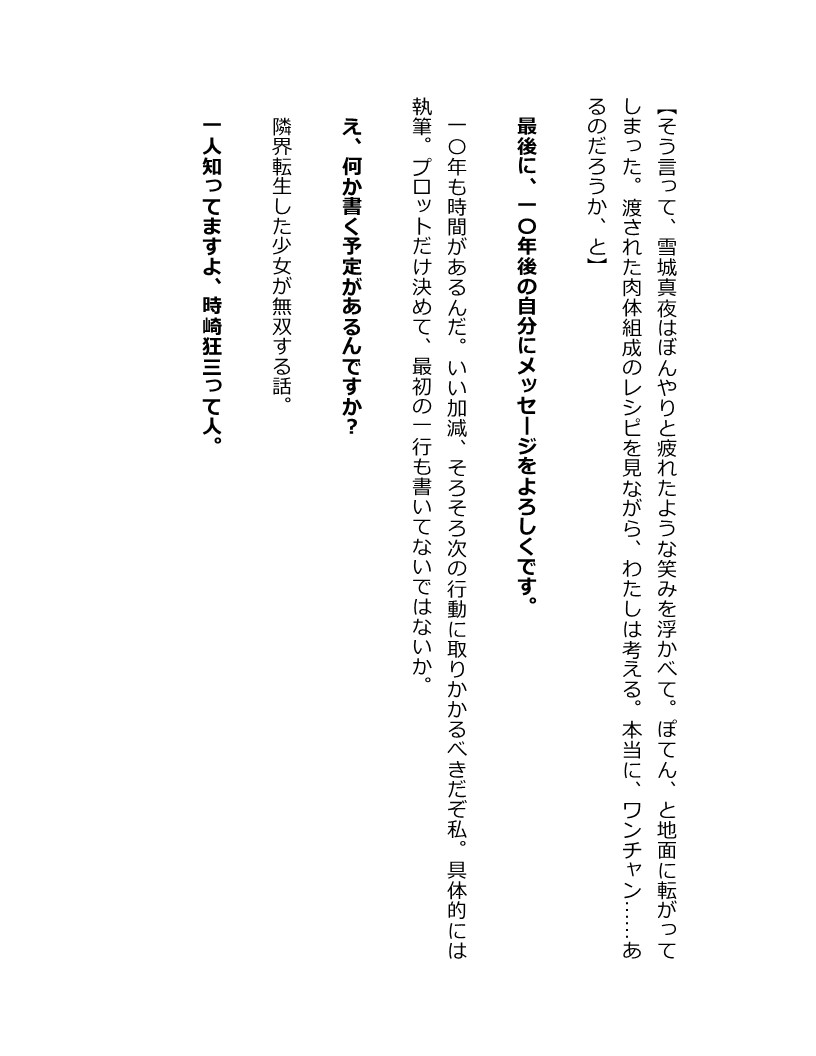 【そう言って、雪城真夜はぼんやりと疲れたような笑みを浮かべて。ぽてん、と地面に転がって
しまった。渡された肉体組成のレシピを見ながら、わたしは考える。本当に、ワンチャン……あ
るのだろうか、と】
最後に、一〇年後の自分にメッセージをよろしくです。
一〇年も時間があるんだ。いい加減、そろそろ次の行動に取りかかるべきだぞ私。具体的には
執筆。プロットだけ決めて、最初の一行も書いてないではないか。
え、何か書く予定があるんですか？
隣界転生した少女が無双する話。
一人知ってますよ、時崎狂三って人。